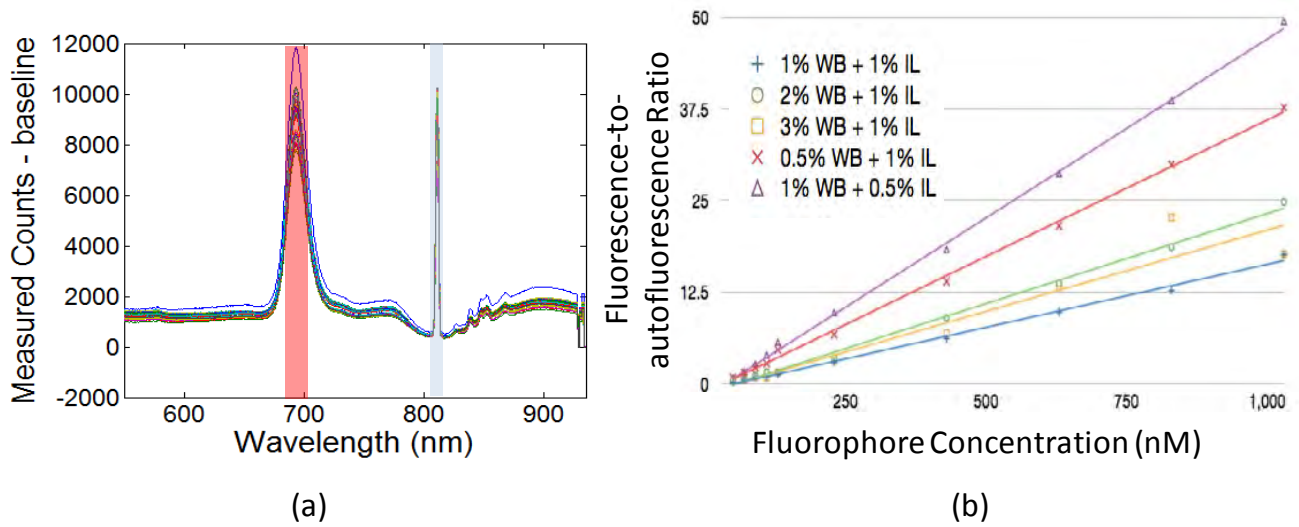 Measured Counts - baseline
12000
10000
8000
6000
4000
2000
0
-2000
600
700
800
900
Wavelength (nm)
(a)
Fluorescence-to-
autofluorescence Ratio
50
37.5
25
12.5
0
1% WB + 1% IL
2% WB + 1% IL
3% WB + 1% IL
0.5% WB + 1% IL
1% WB + 0.5% IL
250
500
750
1,000
Fluorophore Concentration (nM)
(b)